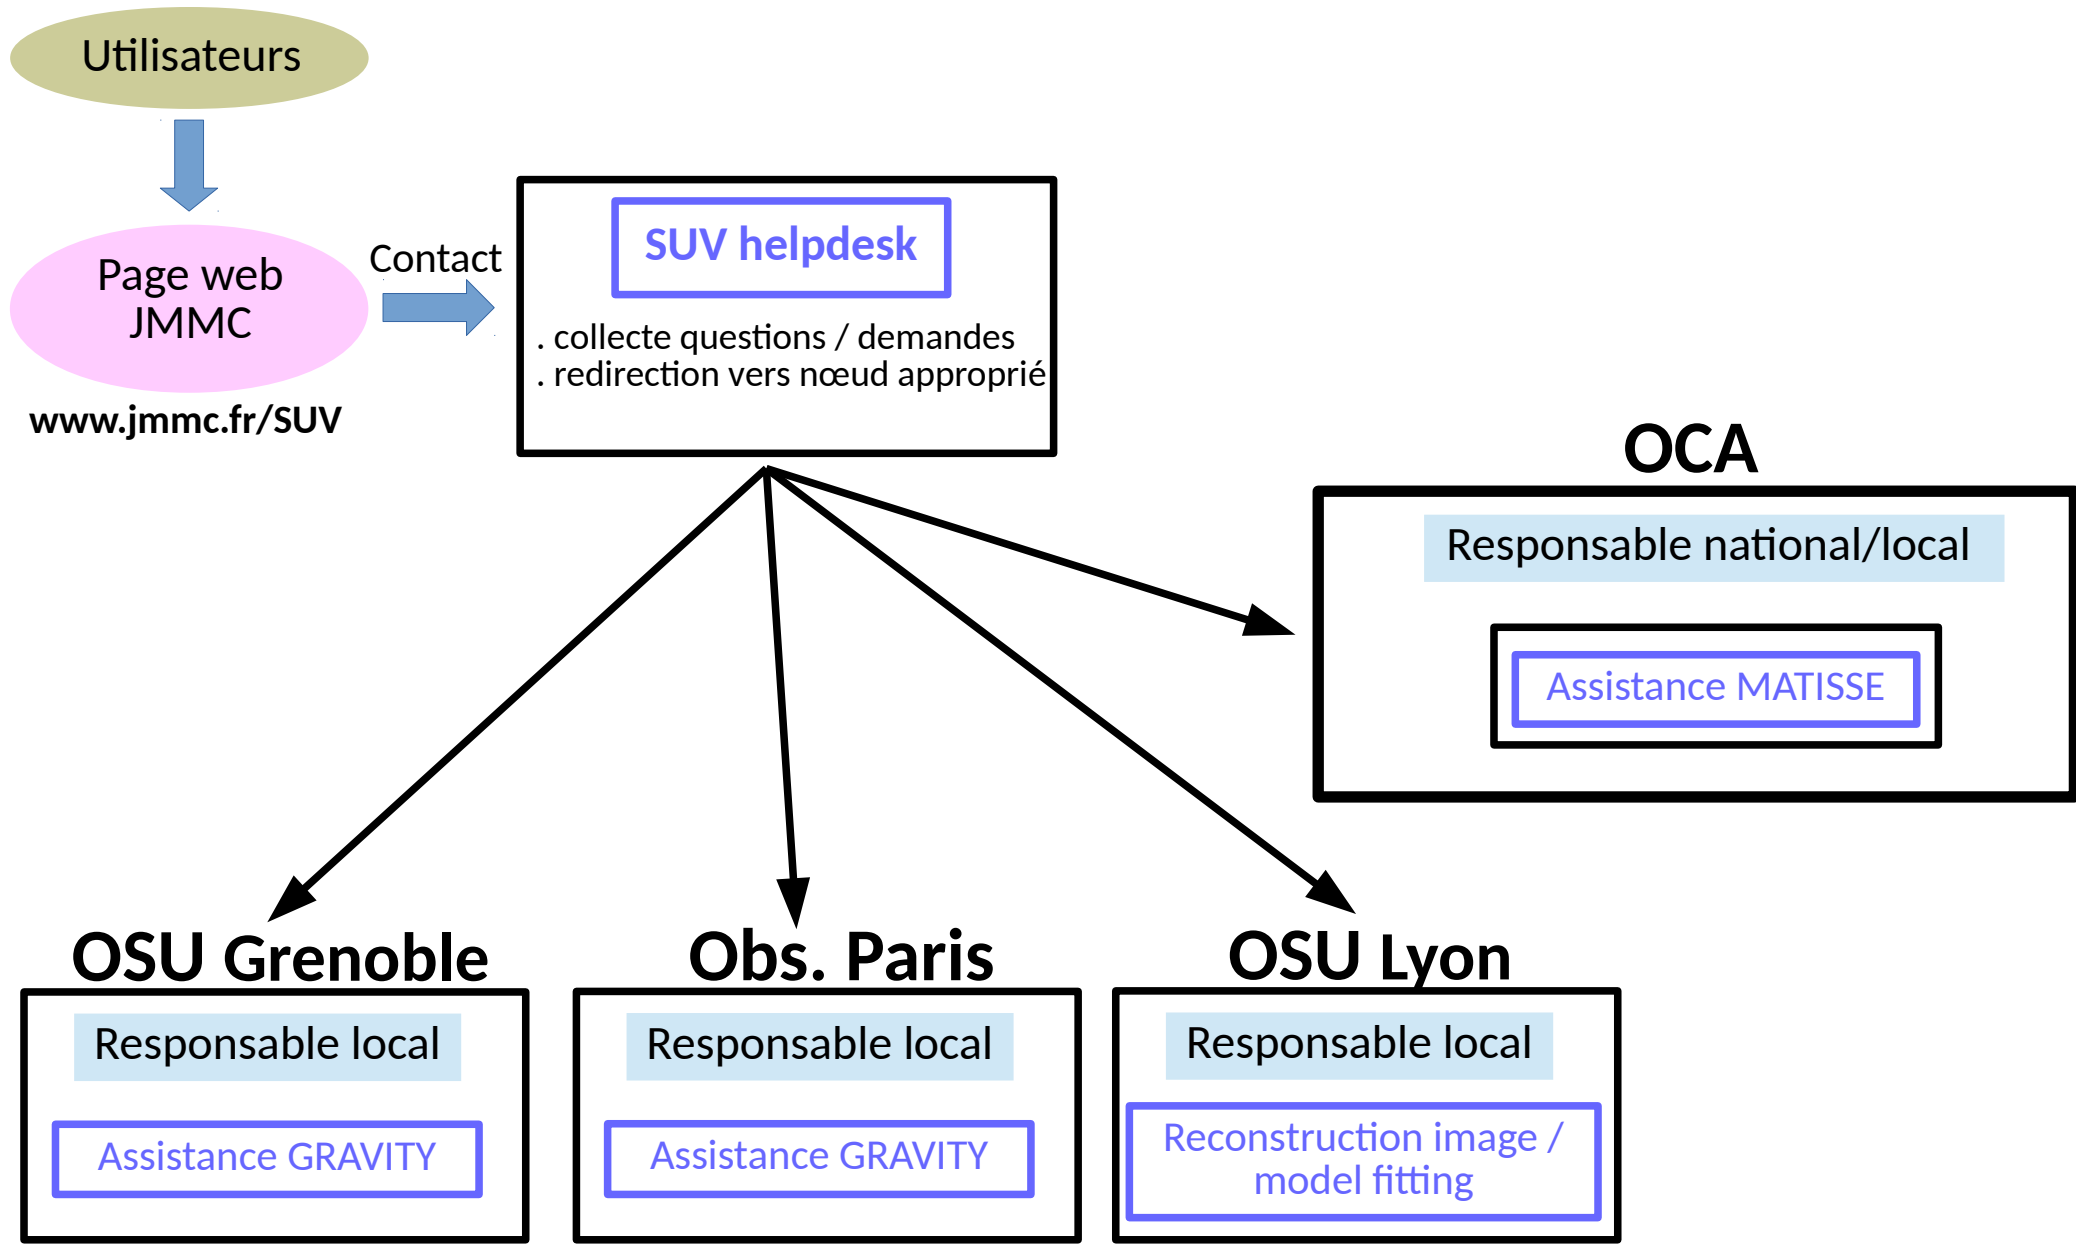 Utilisateurs
Page web
JMMC
www.jmmc.fr/SUV
Contact
SUV helpdesk
. collecte questions / demandes
. redirection vers nœud approprié
OCA
Responsable national/local
Assistance MATISSE
OSU Grenoble
Responsable local
Assistance GRAVITY
Obs. Paris
Responsable local
Assistance GRAVITY
OSU Lyon
Responsable local
Reconstruction image /
model fitting